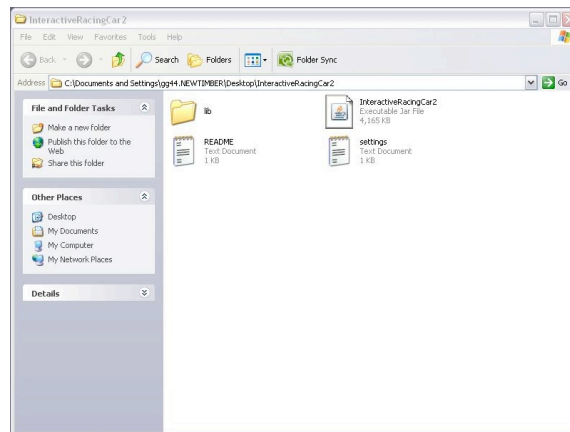 InteractiveRacingCar2
File Edit View Favorites Tools Help
Back Search Folders Folder Sync
Address C:\Documents and Settings\gg44.NEWTIMBER\Desktop\InteractiveRacingCar2 Go
File and Folder Tasks
Make a new folder
Publish this folder to the
Web
Share this folder
Other Places
Desktop
My Documents
My Computer
My Network Places
Details
lib
InteractiveRacingCar2
Executable Jar File
4,165 KB
README
Text Document
1 KB
settings
Text Document
1 KB